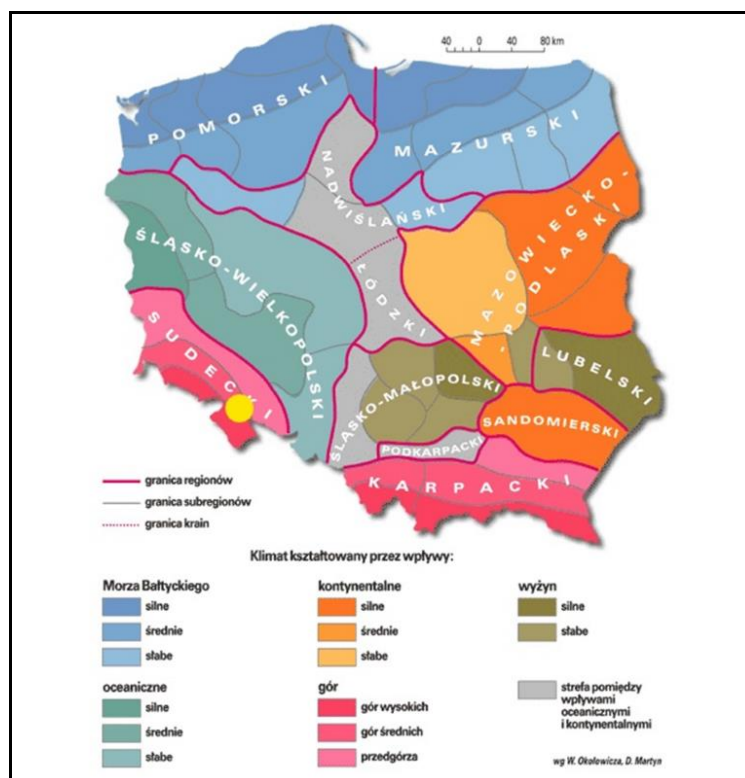 40 0 40 80 km
POMORSKI
MAZURSKI
NADWIŚLAŃSKI
MAZOWIECKO-
-PODLASKI
ŚLĄSKO-WIELKOPOLSKI
ŁÓDZKI
SUDECKI
LUBELSKI
ŚLĄSKO-MAŁOPOLSKI
SANDOMIERSKI
PODKARPACKI
KARPACKI
granica regionów
granica subregionów
granica krain
Klimat kształtowany przez wpływy:
Morza Bałtyckiego
silne
średnie
słabe
kontynentalne
silne
średnie
słabe
wyżyn
silne
słabe
oceaniczne
silne
średnie
słabe
gór
gór wysokich
gór średnich
przedgórza
strefa pomiędzy
wpływami
oceanicznymi
i kontynentalnymi
wg W. Okołowicza, D. Martyn